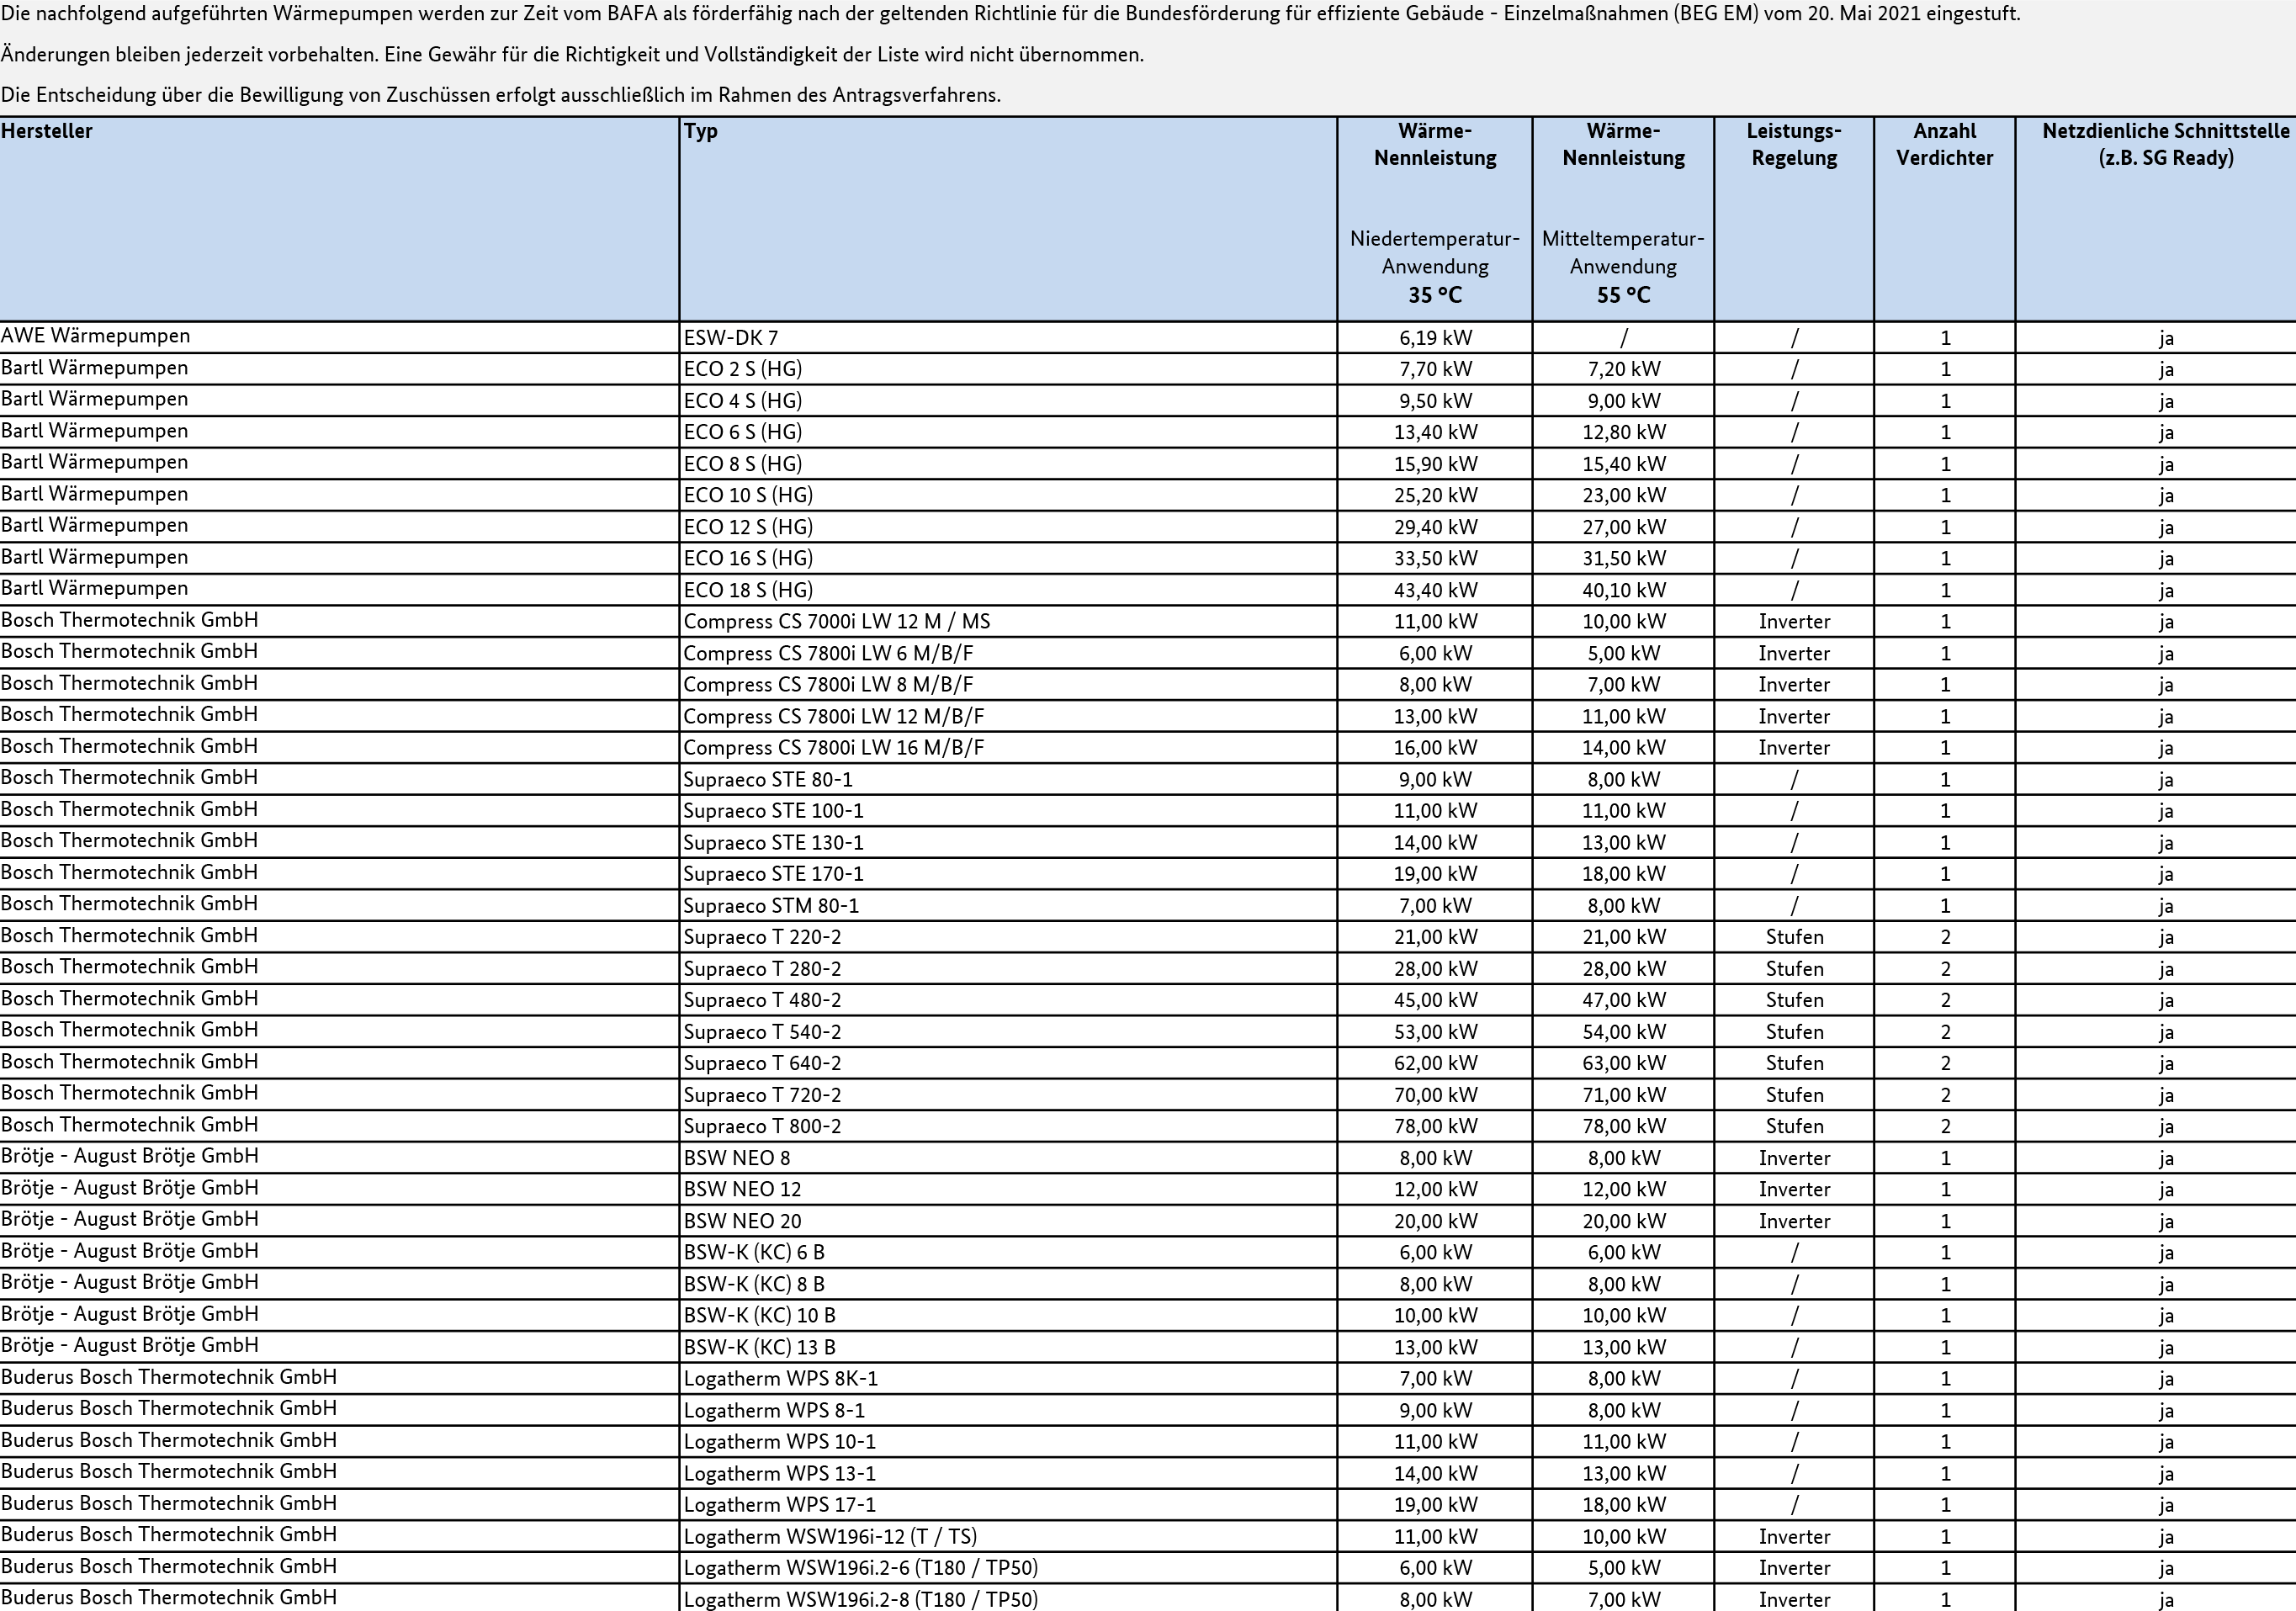 Die nachfolgend aufgeführten Wärmepumpen werden zur Zeit vom BAFA als förderfähig nach der geltenden Richtlinie für die Bundesförderung für effiziente Gebäude - Einzelmaßnahmen (BEG EM) vom 20. Mai 2021 eingestuft.
Änderungen bleiben jederzeit vorbehalten. Eine Gewähr für die Richtigkeit und Vollständigkeit der Liste wird nicht übernommen.
Die Entscheidung über die Bewilligung von Zuschüssen erfolgt ausschließlich im Rahmen des Antragsverfahrens.
Hersteller Typ Wärme- Wärme- Leistungs- Anzahl Netzdienliche Schnittstelle
Nennleistung Nennleistung Regelung Verdichter (z.B. SG Ready)
Niedertemperatur- Mitteltemperatur-
Anwendung Anwendung
35 °C 55 °C
AWE Wärmepumpen ESW-DK 7 6,19 kW / / 1 ja
Bartl Wärmepumpen ECO 2 S (HG) 7,70 kW 7,20 kW / 1 ja
Bartl Wärmepumpen ECO 4 S (HG) 9,50 kW 9,00 kW / 1 ja
Bartl Wärmepumpen ECO 6 S (HG) 13,40 kW 12,80 kW / 1 ja
Bartl Wärmepumpen ECO 8 S (HG) 15,90 kW 15,40 kW / 1 ja
Bartl Wärmepumpen ECO 10 S (HG) 25,20 kW 23,00 kW / 1 ja
Bartl Wärmepumpen ECO 12 S (HG) 29,40 kW 27,00 kW / 1 ja
Bartl Wärmepumpen ECO 16 S (HG) 33,50 kW 31,50 kW / 1 ja
Bartl Wärmepumpen ECO 18 S (HG) 43,40 kW 40,10 kW / 1 ja
Bosch Thermotechnik GmbH Compress CS 7000i LW 12 M / MS 11,00 kW 10,00 kW Inverter 1 ja
Bosch Thermotechnik GmbH Compress CS 7800i LW 6 M/B/F 6,00 kW 5,00 kW Inverter 1 ja
Bosch Thermotechnik GmbH Compress CS 7800i LW 8 M/B/F 8,00 kW 7,00 kW Inverter 1 ja
Bosch Thermotechnik GmbH Compress CS 7800i LW 12 M/B/F 13,00 kW 11,00 kW Inverter 1 ja
Bosch Thermotechnik GmbH Compress CS 7800i LW 16 M/B/F 16,00 kW 14,00 kW Inverter 1 ja
Bosch Thermotechnik GmbH Supraeco STE 80-1 9,00 kW 8,00 kW / 1 ja
Bosch Thermotechnik GmbH Supraeco STE 100-1 11,00 kW 11,00 kW / 1 ja
Bosch Thermotechnik GmbH Supraeco STE 130-1 14,00 kW 13,00 kW / 1 ja
Bosch Thermotechnik GmbH Supraeco STE 170-1 19,00 kW 18,00 kW / 1 ja
Bosch Thermotechnik GmbH Supraeco STM 80-1 7,00 kW 8,00 kW / 1 ja
Bosch Thermotechnik GmbH Supraeco T 220-2 21,00 kW 21,00 kW Stufen 2 ja
Bosch Thermotechnik GmbH Supraeco T 280-2 28,00 kW 28,00 kW Stufen 2 ja
Bosch Thermotechnik GmbH Supraeco T 480-2 45,00 kW 47,00 kW Stufen 2 ja
Bosch Thermotechnik GmbH Supraeco T 540-2 53,00 kW 54,00 kW Stufen 2 ja
Bosch Thermotechnik GmbH Supraeco T 640-2 62,00 kW 63,00 kW Stufen 2 ja
Bosch Thermotechnik GmbH Supraeco T 720-2 70,00 kW 71,00 kW Stufen 2 ja
Bosch Thermotechnik GmbH Supraeco T 800-2 78,00 kW 78,00 kW Stufen 2 ja
Brötje - August Brötje GmbH BSW NEO 8 8,00 kW 8,00 kW Inverter 1 ja
Brötje - August Brötje GmbH BSW NEO 12 12,00 kW 12,00 kW Inverter 1 ja
Brötje - August Brötje GmbH BSW NEO 20 20,00 kW 20,00 kW Inverter 1 ja
Brötje - August Brötje GmbH BSW-K (KC) 6 B 6,00 kW 6,00 kW / 1 ja
Brötje - August Brötje GmbH BSW-K (KC) 8 B 8,00 kW 8,00 kW / 1 ja
Brötje - August Brötje GmbH BSW-K (KC) 10 B 10,00 kW 10,00 kW / 1 ja
Brötje - August Brötje GmbH BSW-K (KC) 13 B 13,00 kW 13,00 kW / 1 ja
Buderus Bosch Thermotechnik GmbH Logatherm WPS 8K-1 7,00 kW 8,00 kW / 1 ja
Buderus Bosch Thermotechnik GmbH Logatherm WPS 8-1 9,00 kW 8,00 kW / 1 ja
Buderus Bosch Thermotechnik GmbH Logatherm WPS 10-1 11,00 kW 11,00 kW / 1 ja
Buderus Bosch Thermotechnik GmbH Logatherm WPS 13-1 14,00 kW 13,00 kW / 1 ja
Buderus Bosch Thermotechnik GmbH Logatherm WPS 17-1 19,00 kW 18,00 kW / 1 ja
Buderus Bosch Thermotechnik GmbH Logatherm WSW196i-12 (T / TS) 11,00 kW 10,00 kW Inverter 1 ja
Buderus Bosch Thermotechnik GmbH Logatherm WSW196i.2-6 (T180 / TP50) 6,00 kW 5,00 kW Inverter 1 ja
Buderus Bosch Thermotechnik GmbH Logatherm WSW196i.2-8 (T180 / TP50) 8,00 kW 7,00 kW Inverter 1 ja